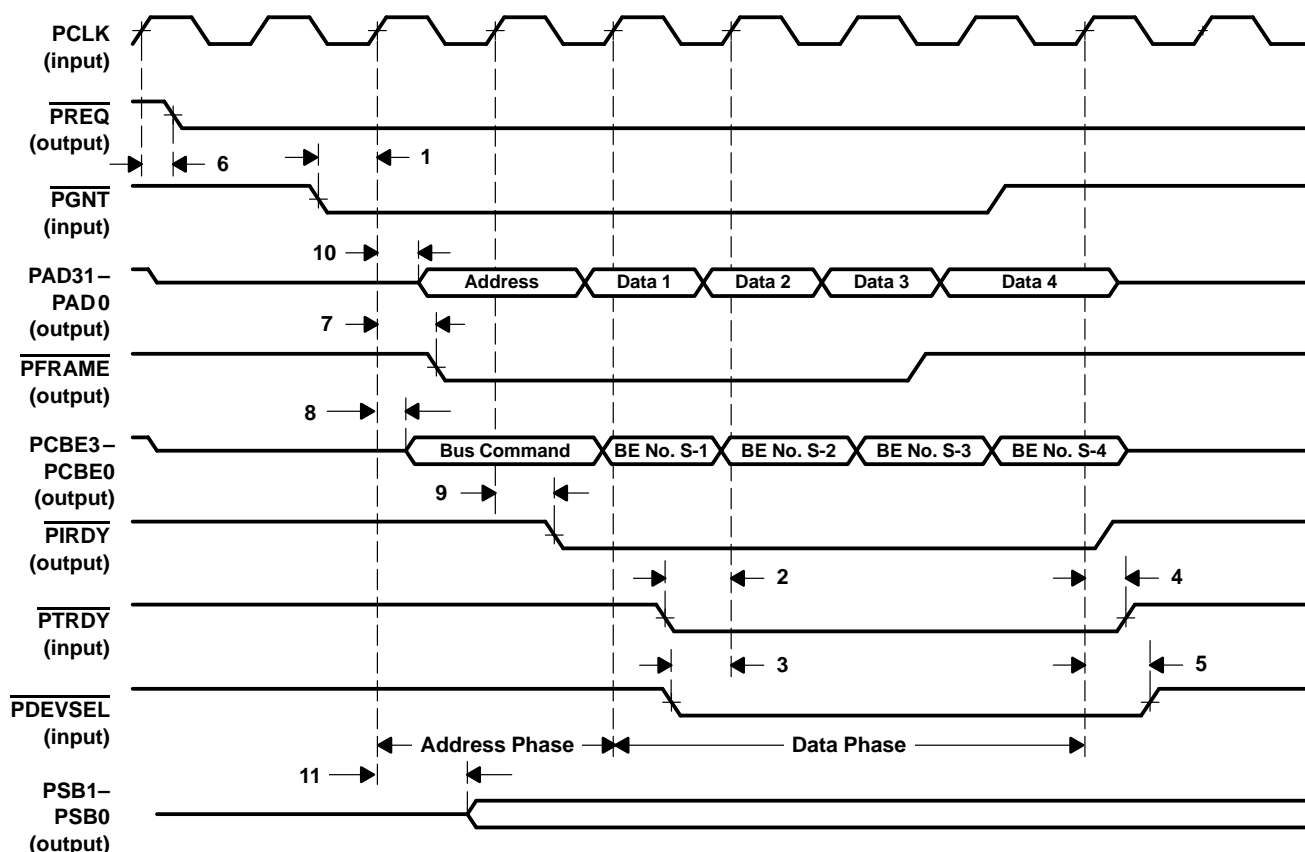 PCLK
(input)
PREQ
(output)
6
1
PGNT
(input)
10
PAD31–
PAD0
(output)
Address
Data 1
Data 2
Data 3
Data 4
7
PFRAME
(output)
8
PCBE3–
PCBE0
(output)
Bus Command
BE No. S-1
BE No. S-2
BE No. S-3
BE No. S-4
9
PIRDY
(output)
2
4
PTRDY
(input)
3
5
PDEVSEL
(input)
Address Phase
Data Phase
11
PSB1–
PSB0
(output)